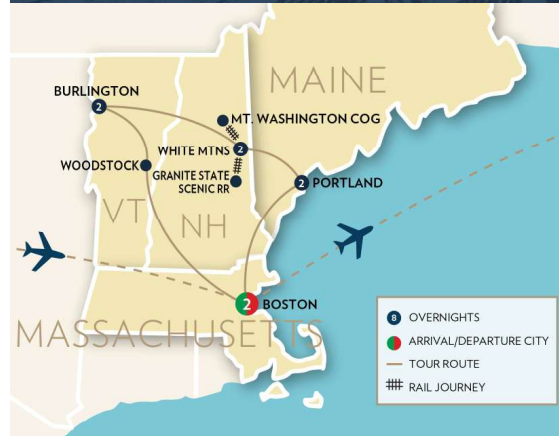 MAINE
BURLINGTON
2
MT. WASHINGTON COG
WHITE MTNS
2
WOODSTOCK
GRANITE STATE
SCENIC RR
2
PORTLAND
VT
NH
2
BOSTON
MASSACHUSETTS
8 OVERNIGHTS
ARRIVAL/DEPARTURE CITY
TOUR ROUTE
RAIL JOURNEY